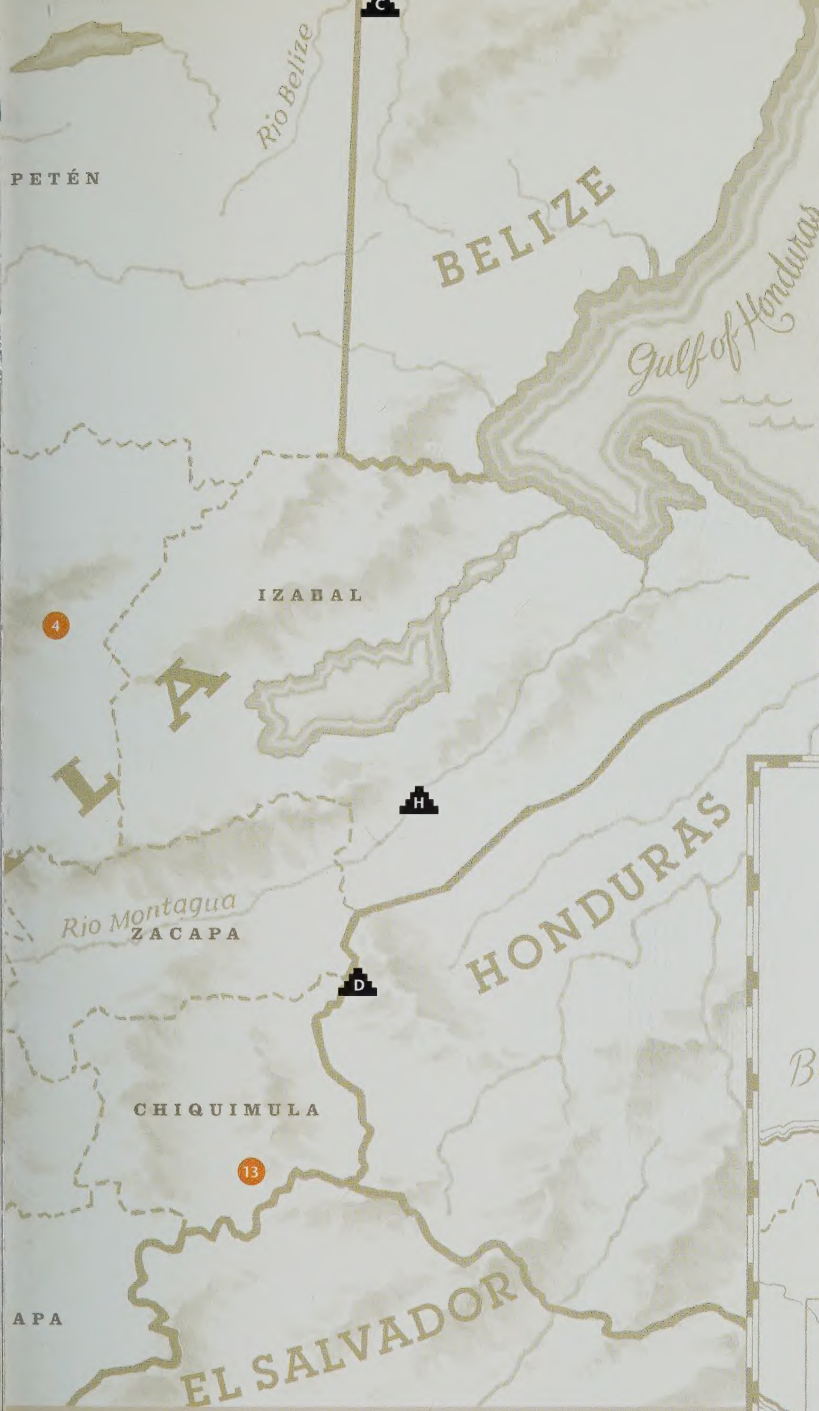 C
Rio Belize
PETÉN
BELIZE
Gulf of Honduras
IZABAL
4
L A
H
HONDURAS
Rio Montagua
ZACAPA
D
B
CHIQUIMULA
13
APA
EL SALVADOR